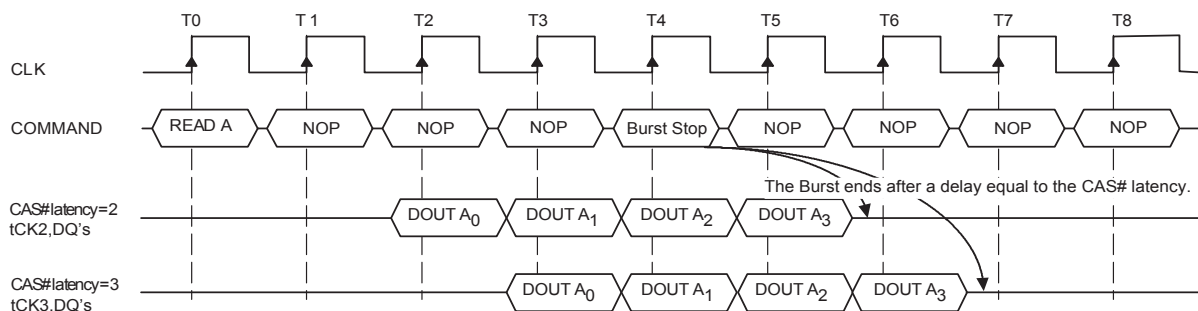 T0 T1 T2 T3 T4 T5 T6 T7 T8
CLK
COMMAND READ A NOP NOP NOP Burst Stop NOP NOP NOP NOP
The Burst ends after a delay equal to the CAS# latency.
CAS# latency=2
tCK2, DQ's
DOUT A0 DOUT A1 DOUT A2 DOUT A3
CAS# latency=3
tCK3, DQ's
DOUT A0 DOUT A1 DOUT A2 DOUT A3